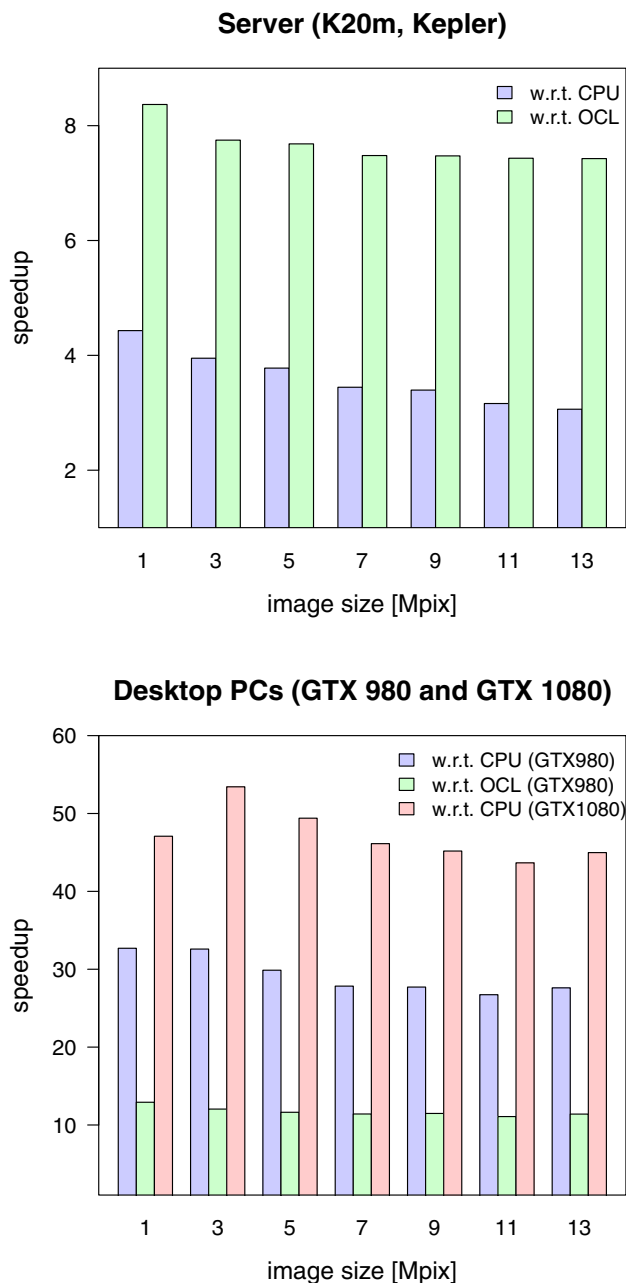 Server (K20m, Kepler)
w.r.t. CPU
w.r.t. OCL
8
6
4
2
speedup
1 3 5 7 9 11 13
image size [Mpix]
Desktop PCs (GTX 980 and GTX 1080)
w.r.t. CPU (GTX980)
w.r.t. OCL (GTX980)
w.r.t. CPU (GTX1080)
60
50
40
30
20
10
speedup
1 3 5 7 9 11 13
image size [Mpix]